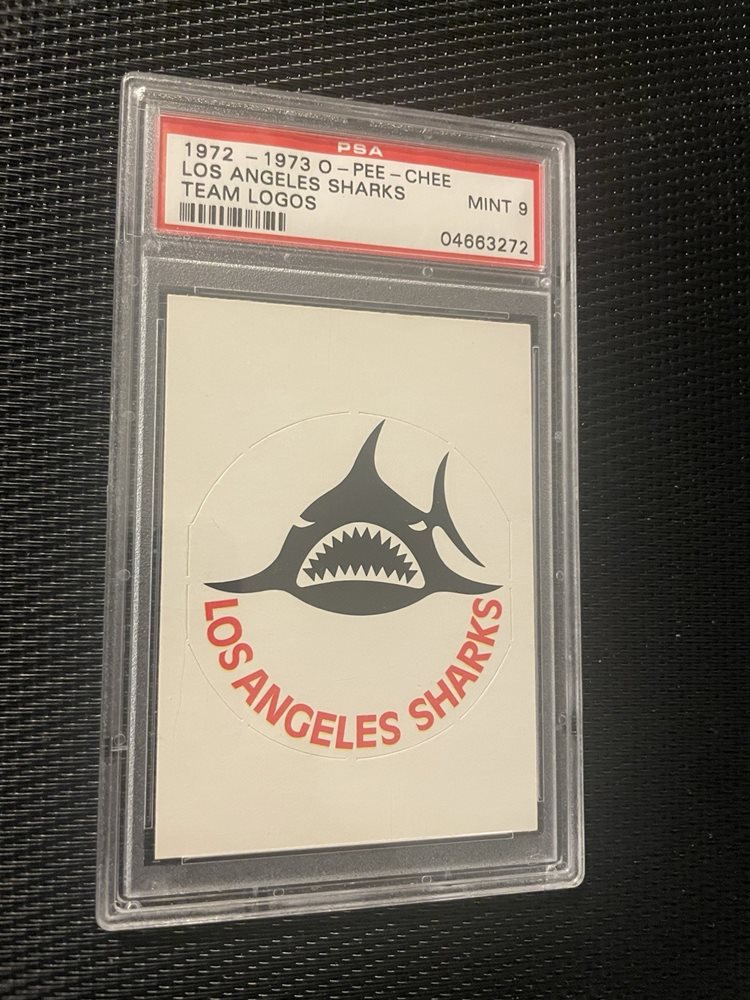 PSA
1972 - 1973 O - PEE - CHEE
LOS ANGELES SHARKS
TEAM LOGOS
MINT 9
04663272
LOS ANGELES SHARKS